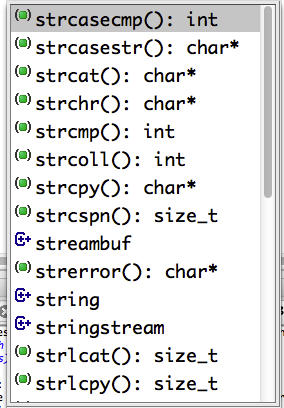 strcasecmp(): int
strcasestr(): char*
strcat(): char*
strchr(): char*
strcmp(): int
strcoll(): int
strcpy(): char*
strcspn(): size_t
streambuf
strerror(): char*
string
stringstream
strlcat(): size_t
strlcpy(): size_t